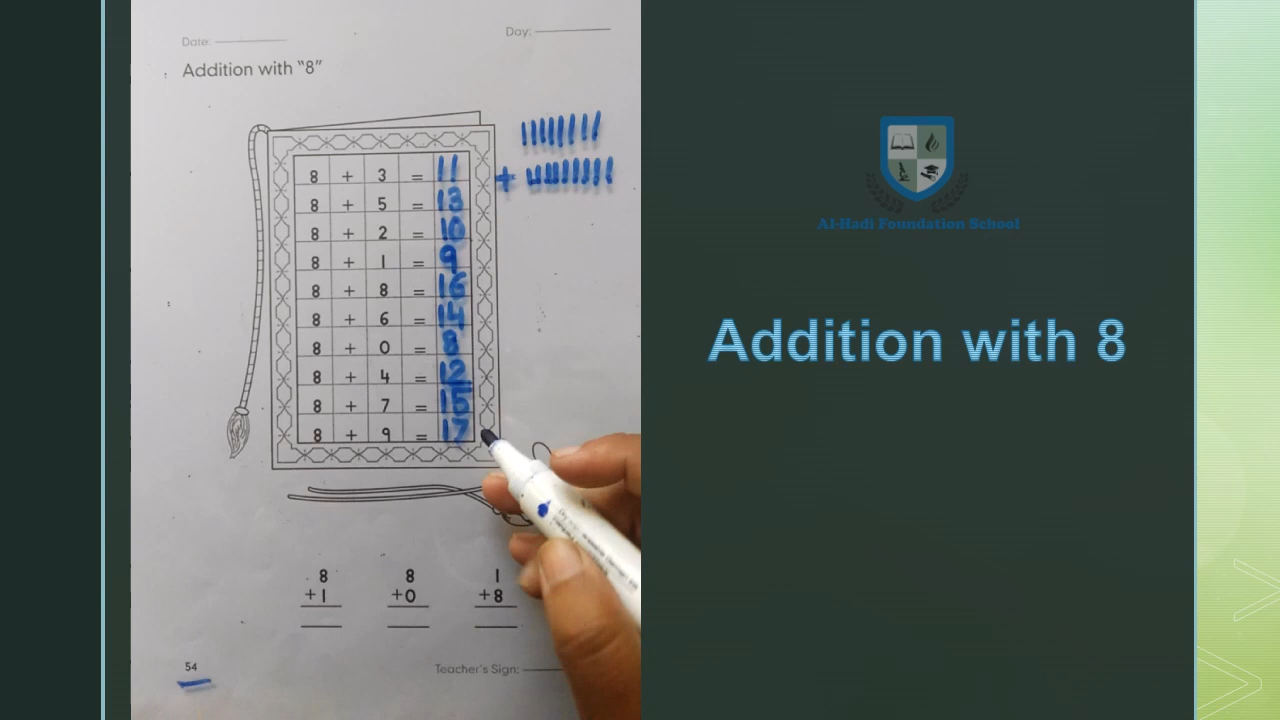 Date:
Day:
Addition with "8"
8 + 3 = 11
8 + 5 = 13
8 + 2 = 10
8 + 1 = 9
8 + 8 = 16
8 + 6 = 14
8 + 0 = 8
8 + 4 = 12
8 + 7 = 15
8 + 9 = 17
+
8
+1
8
+0
1
+8
54
Teacher's Sign:
Al-Hadi Foundation School
Addition with 8